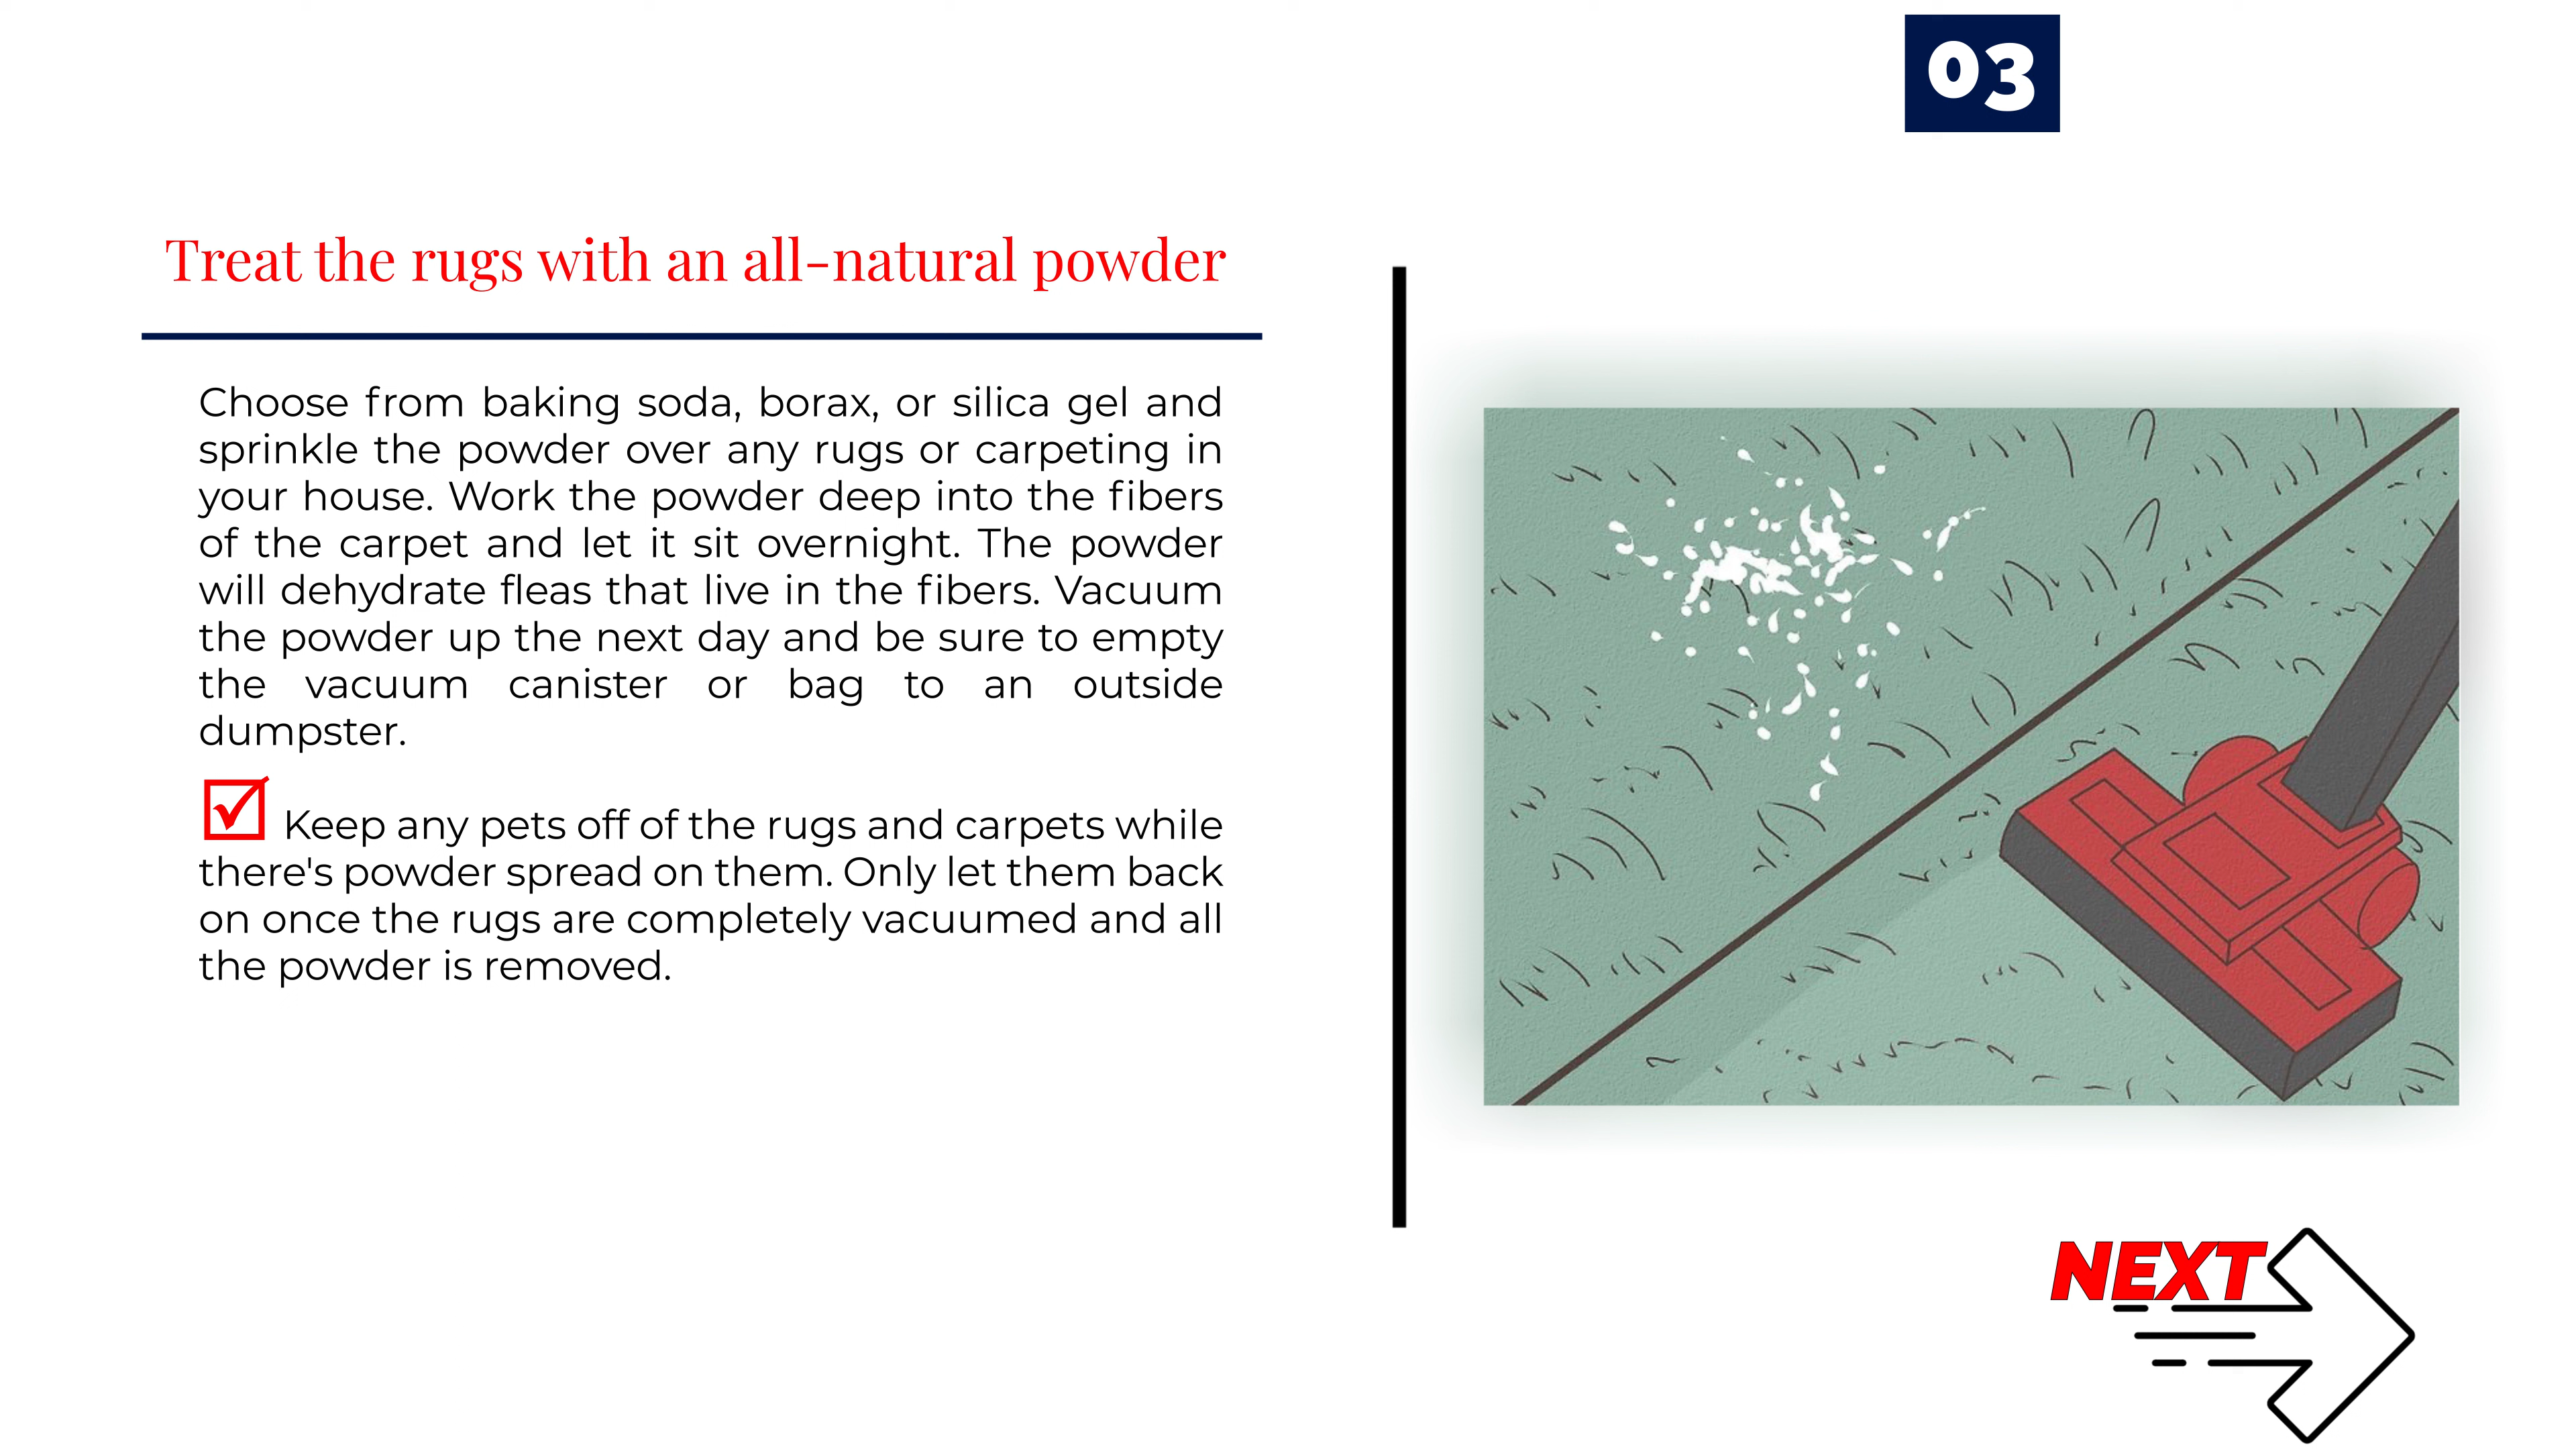 03
Treat the rugs with an all-natural powder
Choose from baking soda, borax, or silica gel and
sprinkle the powder over any rugs or carpeting in
your house. Work the powder deep into the fibers
of the carpet and let it sit overnight. The powder
will dehydrate fleas that live in the fibers. Vacuum
the powder up the next day and be sure to empty
the vacuum canister or bag to an outside
dumpster.
Keep any pets off of the rugs and carpets while
there's powder spread on them. Only let them back
on once the rugs are completely vacuumed and all
the powder is removed.
NEXT